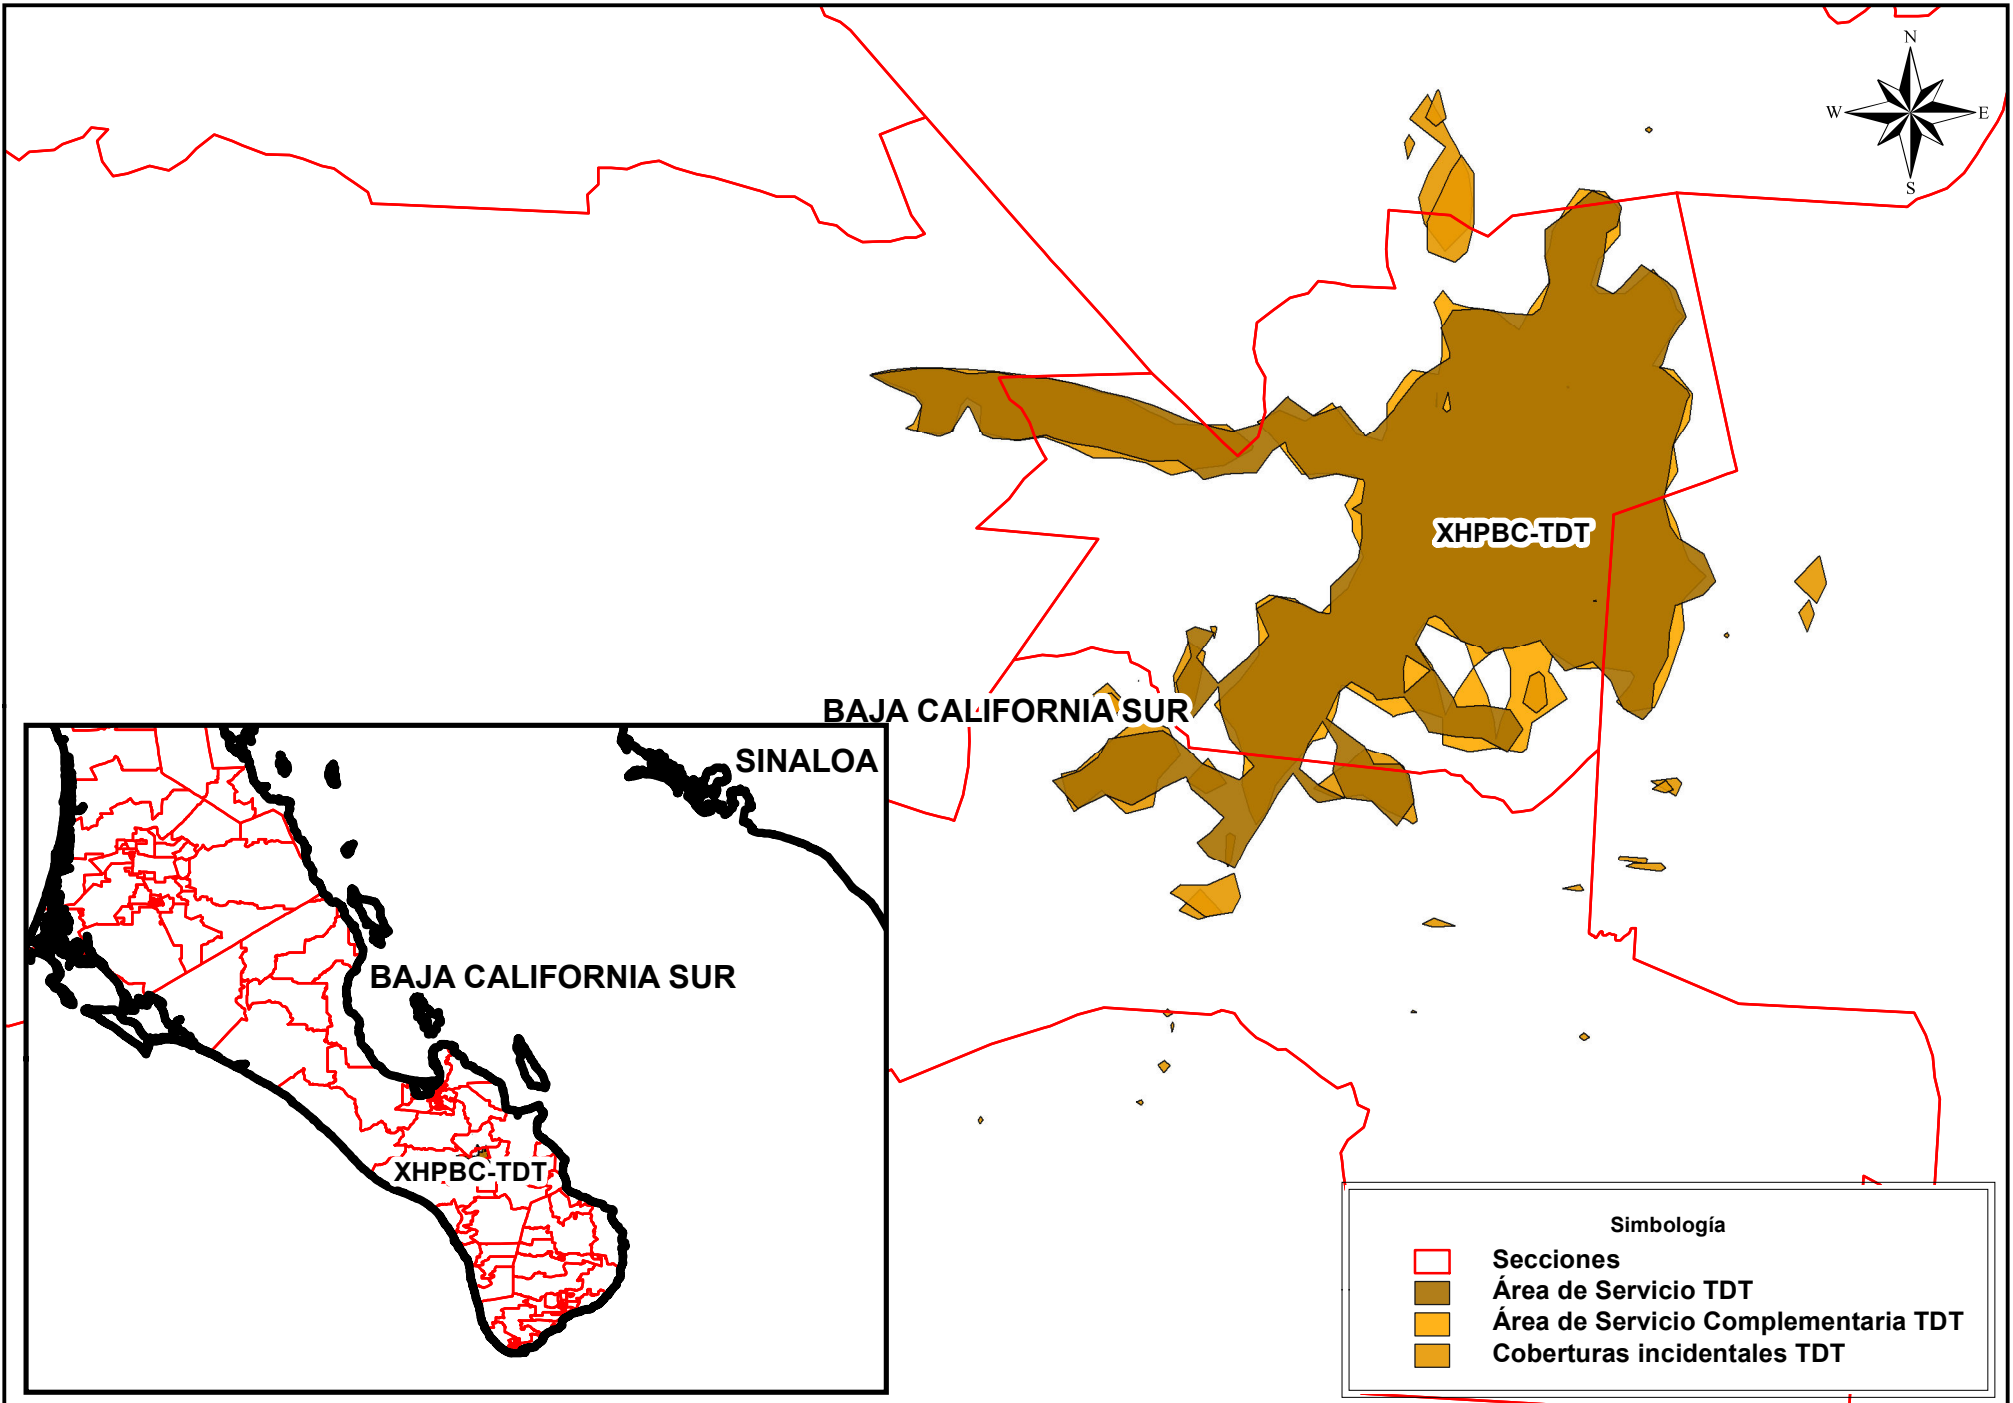 N
W E
S
XHPBC-TDT
BAJA CALIFORNIA SUR
SINALOA
BAJA CALIFORNIA SUR
XHPBC-TDT
Simbología
Secciones
Área de Servicio TDT
Área de Servicio Complementaria TDT
Coberturas incidentales TDT